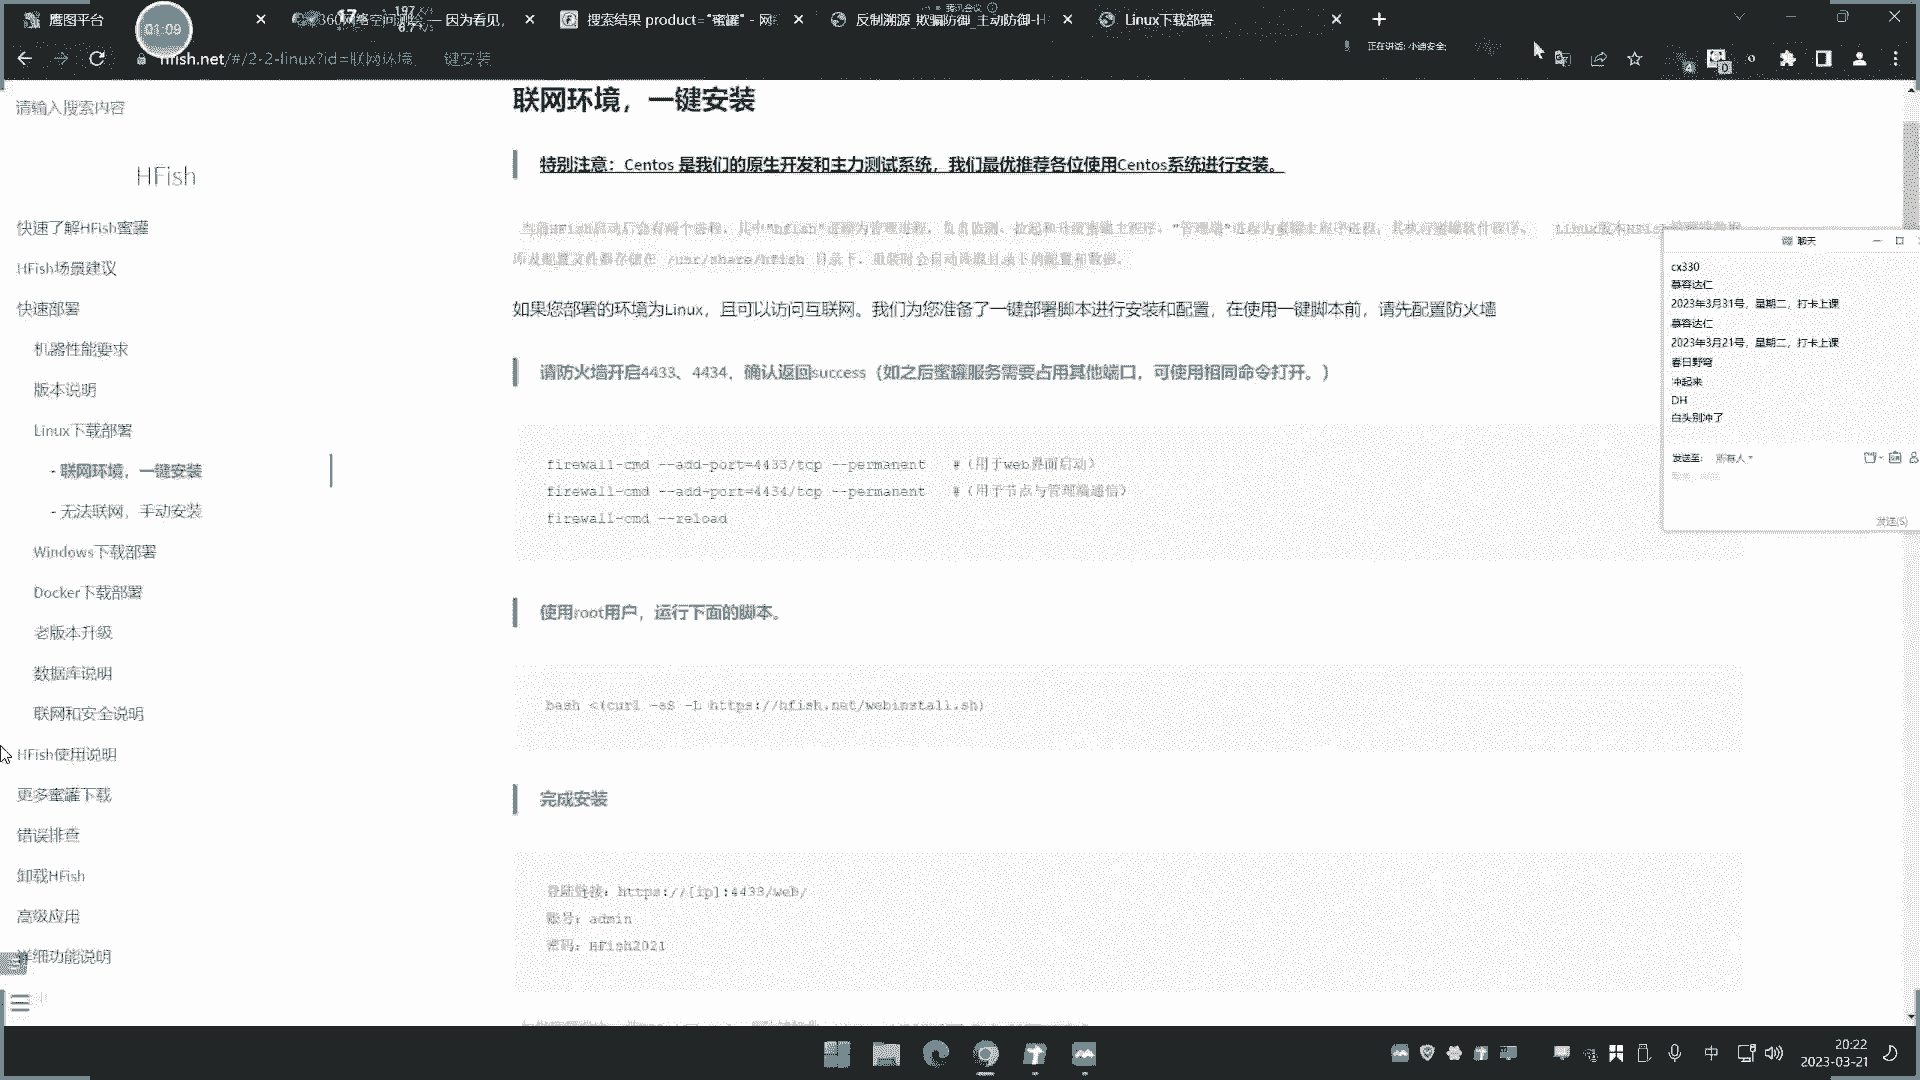 鹰图平台
360网络空间测绘 — 因为看见,
搜索结果 product="蜜罐" - 网
反制溯源_欺骗防御_主动防御-H
Linux下载部署
01:09
腾讯会议
正在讲话: 小迪安全;
hfish.net/#/2-2-linux?id=联网环境 一键安装
请输入搜索内容
HFish
快速了解HFish蜜罐
HFish场景建议
快速部署
机器性能要求
版本说明
Linux下载部署
- 联网环境，一键安装
- 无法联网，手动安装
Windows下载部署
Docker下载部署
老版本升级
数据库说明
联网和安全说明
HFish使用说明
更多蜜罐下载
错误排查
卸载HFish
高级应用
详细功能说明
联网环境，一键安装
特别注意：Centos 是我们的原生开发和主力测试系统，我们最优推荐各位使用Centos系统进行安装。
如果您部署的环境为Linux，且可以访问互联网。我们为您准备了一键部署脚本进行安装和配置，在使用一键脚本前，请先配置防火墙
请防火墙开启4433、4434，确认返回success（如之后蜜罐服务需要占用其他端口，可使用相同命令打开。）
firewall-cmd --add-port=4433/tcp --permanent #（用于web界面启动）
firewall-cmd --add-port=4434/tcp --permanent #（用于节点与管理端通信）
firewall-cmd --reload
使用root用户，运行下面的脚本。
bash <(curl -sS -L https://hfish.net/webinstall.sh)
完成安装
登陆链接：https://[ip]:4433/web/
账号：admin
密码：HFish2021
聊天
cx330
慕容达仁
2023年3月31号，星期二，打卡上课
慕容达仁
2023年3月21号，星期二，打卡上课
春日野穹
冲起来
DH
白头别冲了
发送至: 所有人
发送(S)
中
20:22
2023-03-21